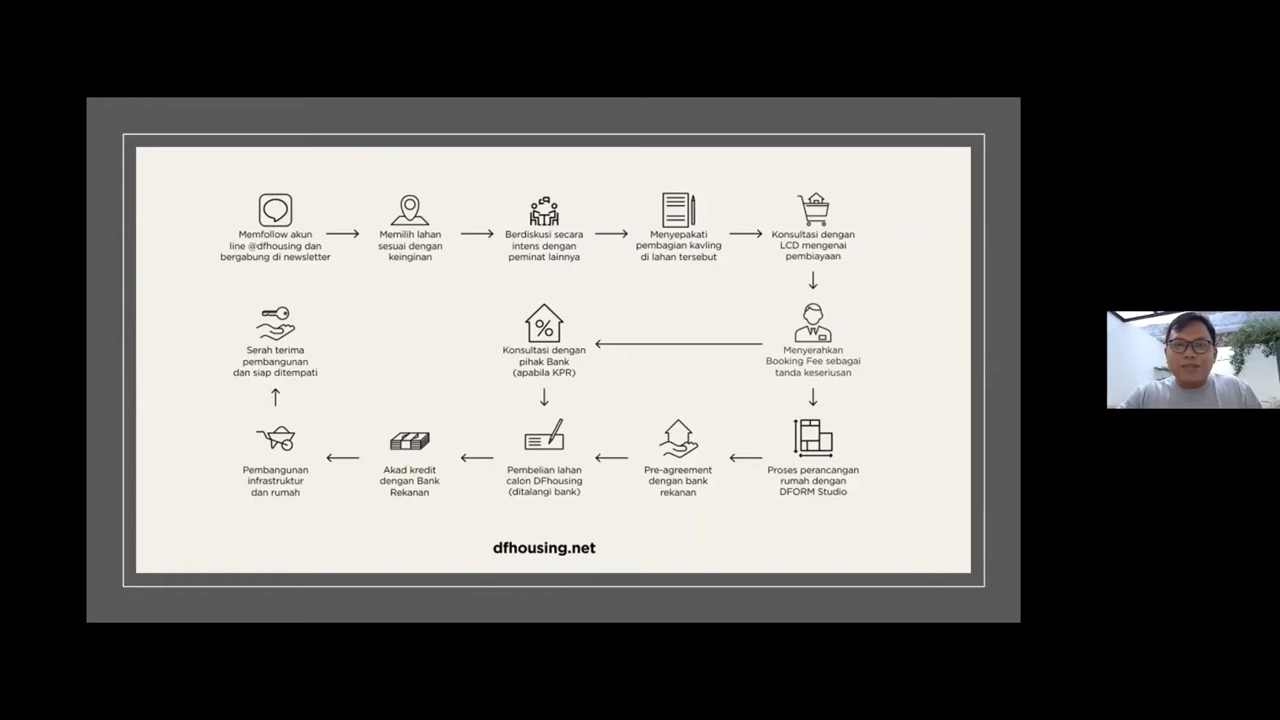 Memfollow akun
line @dfhousing dan
bergabung di newsletter
Memilih lahan
sesuai dengan
keinginan
Berdiskusi secara
intens dengan
peminat lainnya
Menyepakati
pembagian kavling
di lahan tersebut
Konsultasi dengan
LCD mengenai
pembiayaan
Serah terima
pembangunan
dan siap ditempati
%
Konsultasi dengan
pihak Bank
(apabila KPR)
Menyerahkan
Booking Fee sebagai
tanda keseriusan
Pembangunan
infrastruktur
dan rumah
Akad kredit
dengan Bank
Rekanan
Pembelian lahan
calon DFhousing
(ditalangi bank)
Pre-agreement
dengan bank
rekanan
Proses perancangan
rumah dengan
DFORM Studio
dfhousing.net